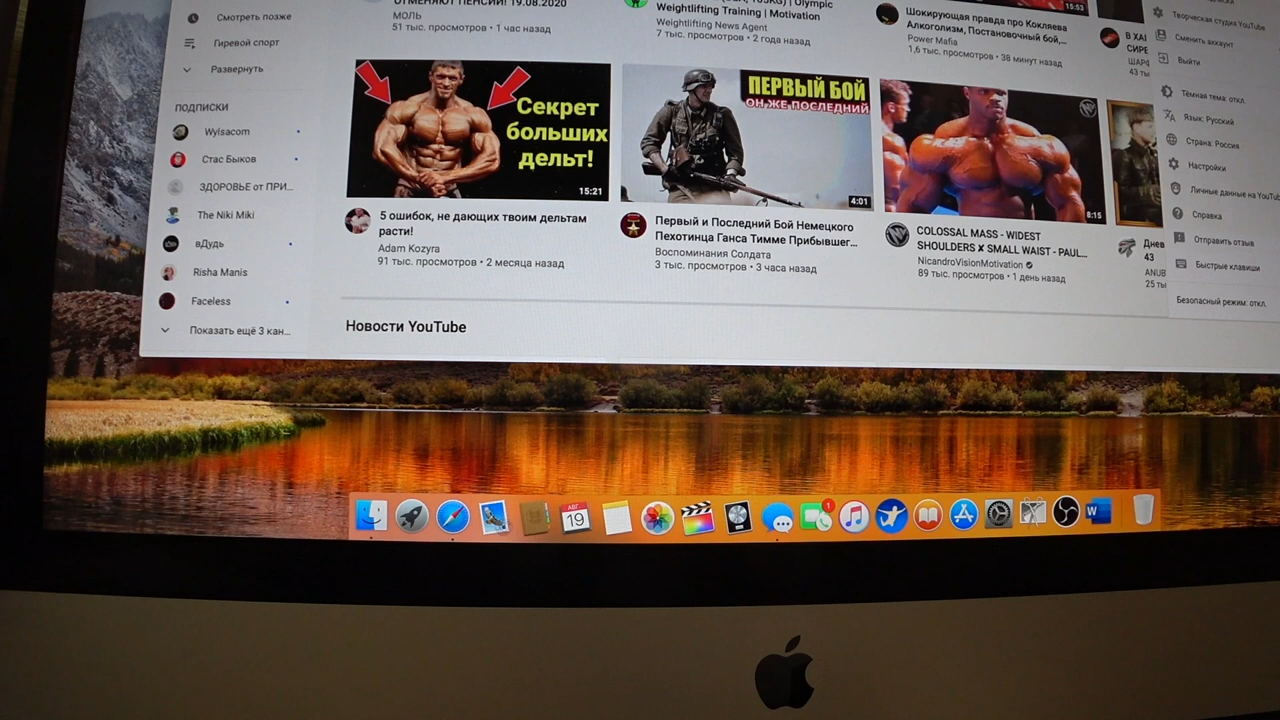 Смотреть позже
Гиревой спорт
Развернуть
ПОДПИСКИ
Wylsacom
Стас Быков
ЗДОРОВЬЕ от ПРИ...
The Niki Miki
вДудь
Risha Manis
Faceless
Показать ещё 3 кан...
ОТМЕНЯЮТ ПЕНСИИ! 19.08.2020
МОЛЬ
51 тыс. просмотров • 1 час назад
Olympic
Weightlifting Training | Motivation
Weightlifting News Agent
7 тыс. просмотров • 2 года назад
15:53
Шокирующая правда про Кокляева
Алкоголизм, Постановочный бой,...
Power Mafia
1,6 тыс. просмотров • 38 минут назад
В ХАІ
СИРЕ
43 ты
Секрет
больших
дельт!
15:21
5 ошибок, не дающих твоим дельтам
расти!
Adam Kozyra
91 тыс. просмотров • 2 месяца назад
ПЕРВЫЙ БОЙ
ОН ЖЕ ПОСЛЕДНИЙ
4:01
Первый и Последний Бой Немецкого
Пехотинца Ганса Тимме Прибывшег...
Воспоминания Солдата
3 тыс. просмотров • 3 часа назад
8:15
COLOSSAL MASS - WIDEST
SHOULDERS ✘ SMALL WAIST - PAUL...
NicandroVisionMotivation
89 тыс. просмотров • 1 день назад
Днев
43
ANUB
25 ты
Творческая студия YouTube
Сменить аккаунт
Выйти
Тёмная тема: откл.
Язык: Русский
Страна: Россия
Настройки
Личные данные на YouTub
Справка
Отправить отзыв
Быстрые клавиши
Безопасный режим: откл.
Новости YouTube
АВГ
19
1
W